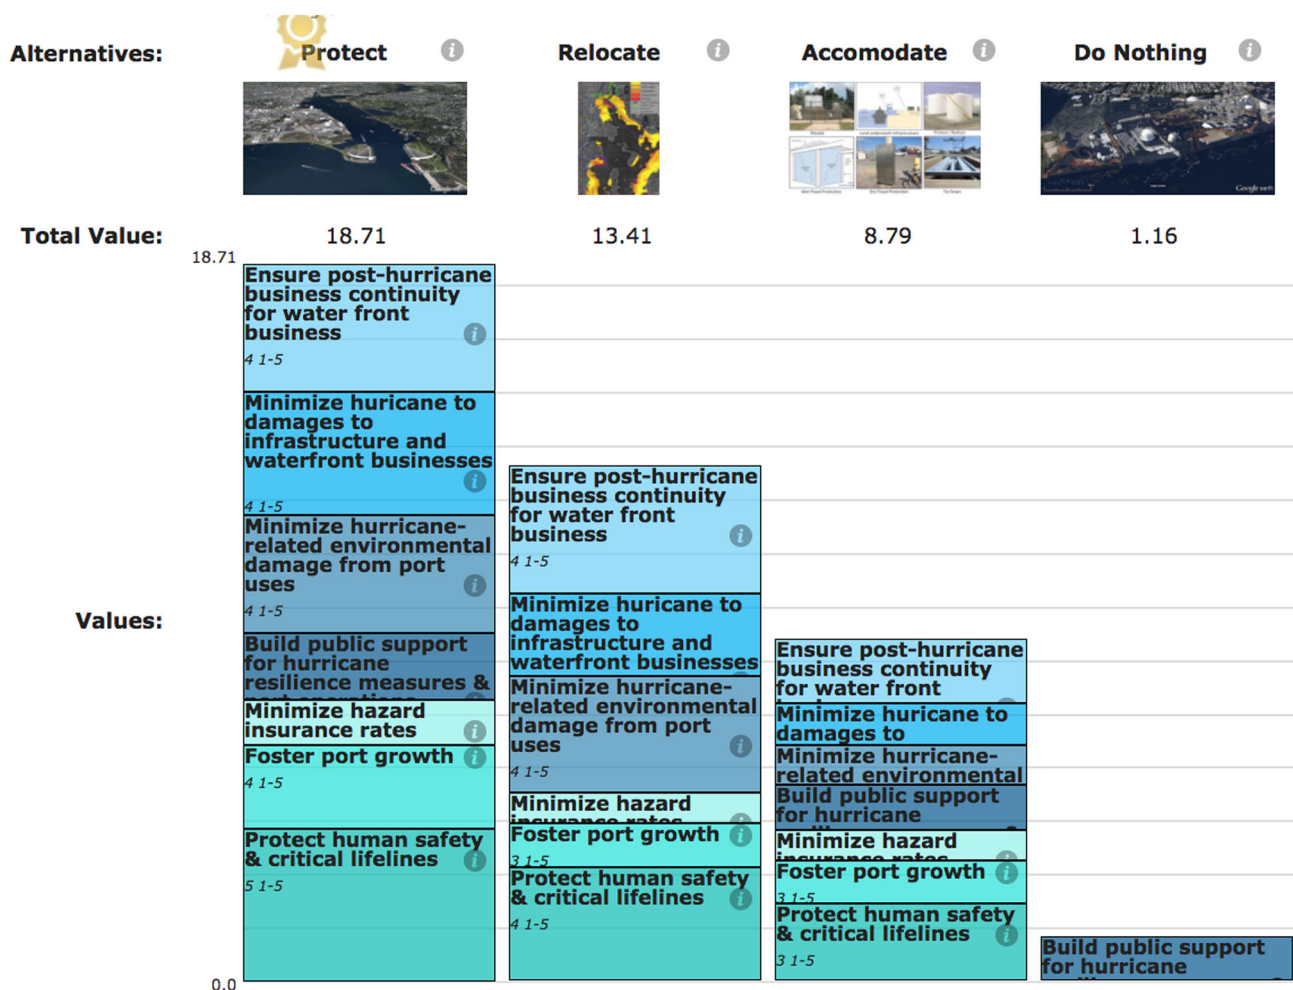 Alternatives: Protect Relocate Accomodate Do Nothing
Total Value: 18.71 13.41 8.79 1.16
18.71
Values:
0.0
Ensure post-hurricane
business continuity
for water front
business
4 1-5
Minimize huricane to
damages to
infrastructure and
waterfront businesses
4 1-5
Minimize hurricane-
related environmental
damage from port
uses
4 1-5
Build public support
for hurricane
resilience measures &
Minimize hazard
insurance rates
Foster port growth
4 1-5
Protect human safety
& critical lifelines
5 1-5
Ensure post-hurricane
business continuity
for water front
business
4 1-5
Minimize huricane to
damages to
infrastructure and
waterfront businesses
Minimize hurricane-
related environmental
damage from port
uses
4 1-5
Minimize hazard
insurance rates
Foster port growth
3 1-5
Protect human safety
& critical lifelines
4 1-5
Ensure post-hurricane
business continuity
for water front
Minimize huricane to
damages to
Minimize hurricane-
related environmental
Build public support
for hurricane
Minimize hazard
insurance rates
Foster port growth
3 1-5
Protect human safety
& critical lifelines
3 1-5
Build public support
for hurricane